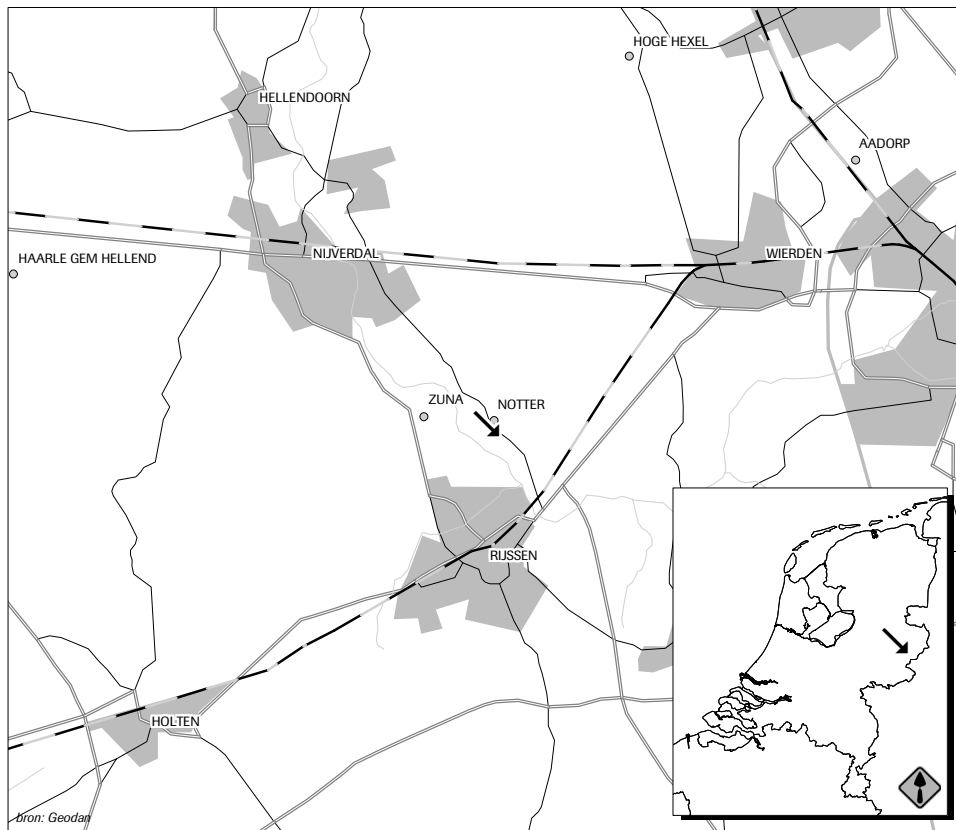 HOGE HEXEL
HELLENDOORN
AADORP
NIJVERDAL
WIERDEN
HAARLE GEM HELLEND
ZUNA
NOTTER
RIJSSEN
HOLTEN
bron: Geodan